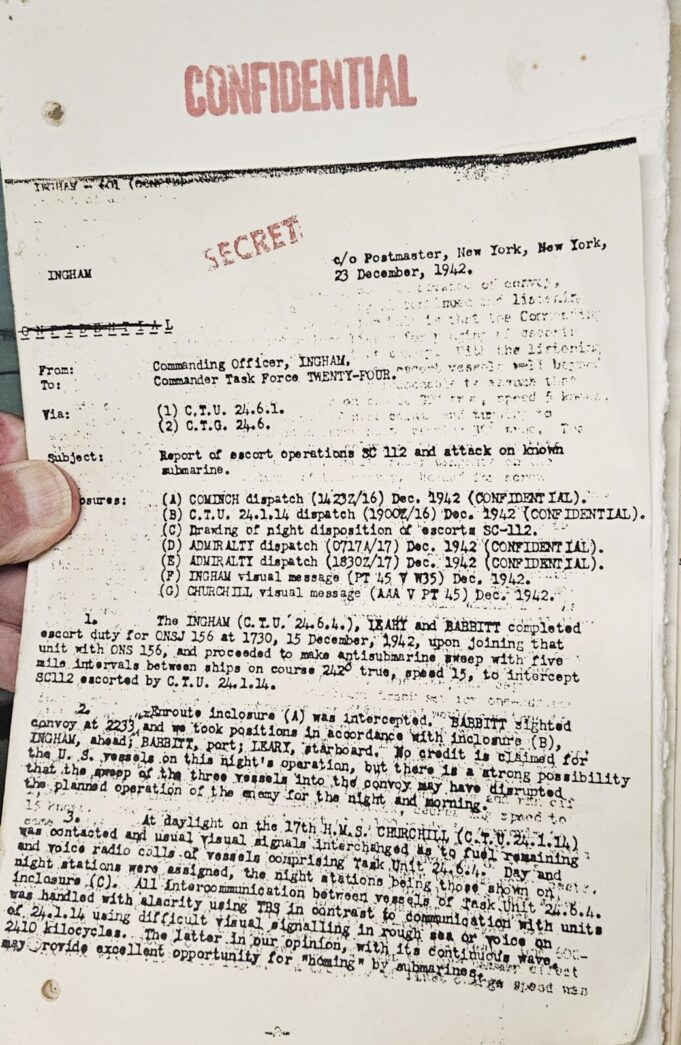 CONFIDENTIAL
INGHAM - 601
SECRET
c/o Postmaster, New York, New York,
23 December, 1942.
INGHAM
ONFIDENTIAL
From: Commanding Officer, INGHAM.
To: Commander Task Force TWENTY-FOUR.
Via: (1) C.T.U. 24.6.1.
(2) C.T.G. 24.6.
Subject: Report of escort operations SC 112 and attack on known
submarine.
osures: (A) COMINCH dispatch (1423Z/16) Dec. 1942 (CONFIDENTIAL).
(B) C.T.U. 24.1.14 dispatch (1900Z/16) Dec. 1942 (CONFIDENTIAL).
(C) Drawing of night disposition of escorts SC-112.
(D) ADMIRALTY dispatch (0717A/17) Dec. 1942 (CONFIDENTIAL).
(E) ADMIRALTY dispatch (1830Z/17) Dec. 1942 (CONFIDENTIAL).
(F) INGHAM visual message (PT 45 V W35) Dec. 1942.
(G) CHURCHILL visual message (AAA V PT 45) Dec. 1942.
1. The INGHAM (C.T.U. 24.6.4.), LEARY and BABBITT completed
escort duty for ONSJ 156 at 1730, 15 December, 1942, upon joining that
unit with ONS 156, and proceeded to make antisubmarine sweep with five
mile intervals between ships on course true, speed 15, to intercept
SC112 escorted by C.T.U. 24.1.14.
2. Enroute inclosure (A) was intercepted. BABBITT sighted
convoy at 2233 and we took positions in accordance with inclosure (B),
INGHAM, ahead; BABBITT, port; LEARY, starboard. No credit is claimed for
the U. S. vessels on this night's operation, but there is a strong possibility
that the sweep of the three vessels into the convoy may have disrupted
the planned operation of the enemy for the night and morning.
3. At daylight on the 17th H.M.S. CHURCHILL (C.T.U.24.1.14)
was contacted and usual visual signals interchanged as to fuel remaining
and voice radio calls of vessels comprising Task Unit 24.6.4. Day and
night stations were assigned, the night stations being those shown on
inclosure (C). All intercommunication between vessels of Task Unit 24.6.4.
was handled with alacrity using TBS in contrast to communication with units
of 24.1.14 using difficult visual signalling in rough sea or voice on
2410 kilocycles. The latter in our opinion, with its continuous wave,
may provide excellent opportunity for "homing" by submarines.